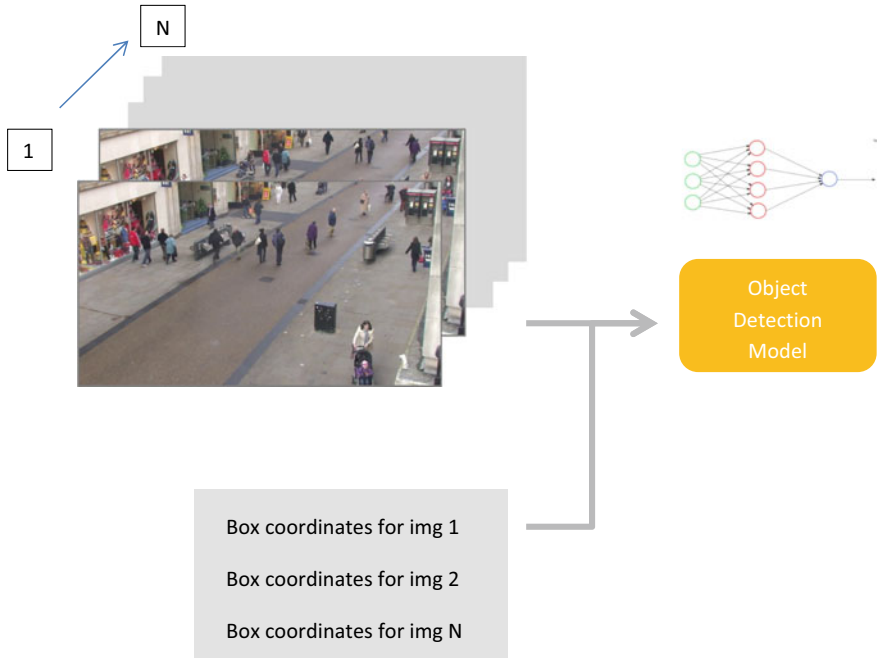 N
1
Object
Detection
Model
Box coordinates for img 1
Box coordinates for img 2
Box coordinates for img N